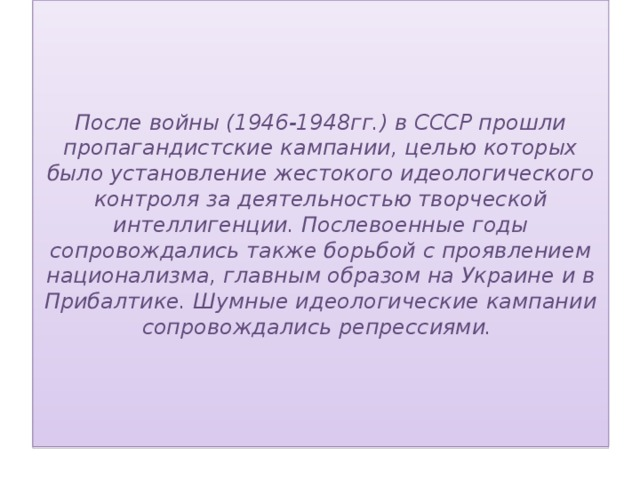 После войны (1946-1948гг.) в СССР прошли
пропагандистские кампании, целью которых
было установление жестокого идеологического
контроля за деятельностью творческой
интеллигенции. Послевоенные годы
сопровождались также борьбой с проявлением
национализма, главным образом на Украине и в
Прибалтике. Шумные идеологические кампании
сопровождались репрессиями.